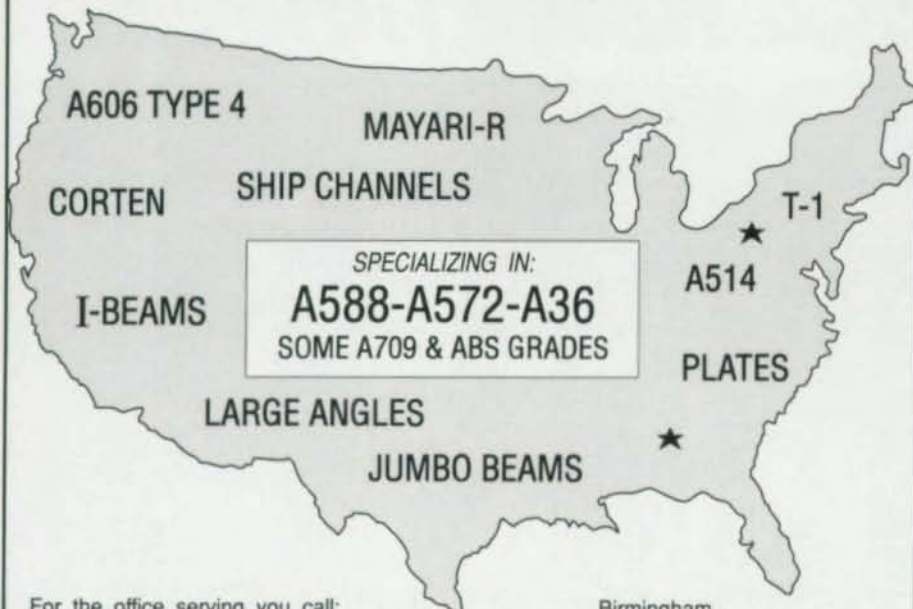 A606 TYPE 4
MAYARI-R
CORTEN
SHIP CHANNELS
T-1
SPECIALIZING IN:
A588-A572-A36
SOME A709 & ABS GRADES
A514
I-BEAMS
PLATES
LARGE ANGLES
JUMBO BEAMS
For the office serving you call:
Birmingham